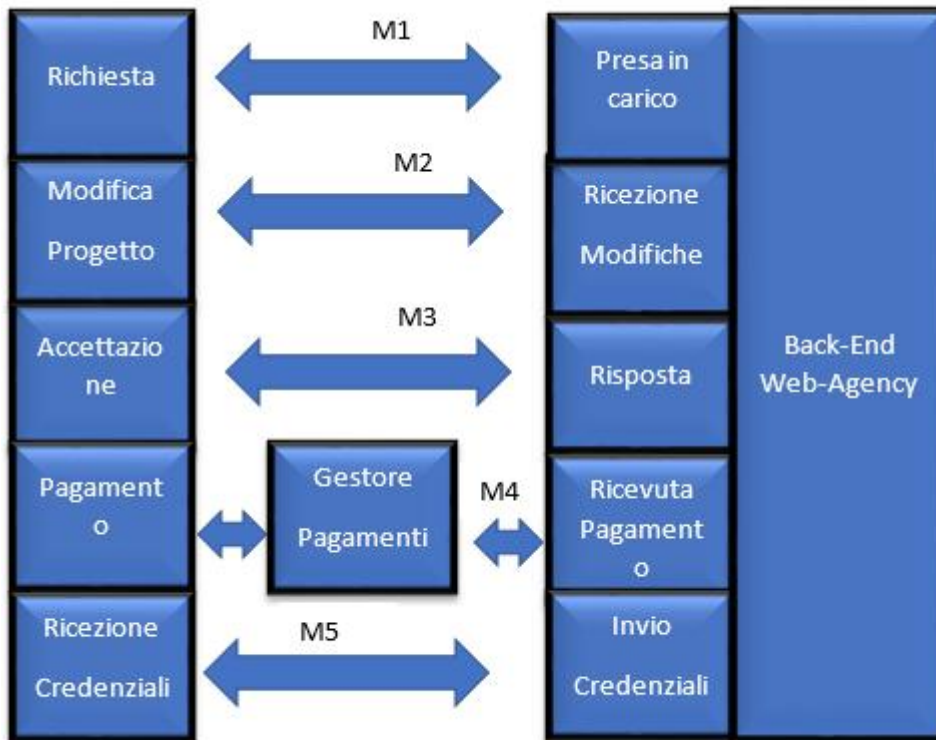 Richiesta
M1
Presa in
carico
Modifica
Progetto
M2
Ricezione
Modifiche
Accettazio
ne
M3
Risposta
Back-End
Web-Agency
Pagament
o
Gestore
Pagamenti
M4
Ricevuta
Pagament
o
Ricezione
Credenziali
M5
Invio
Credenziali